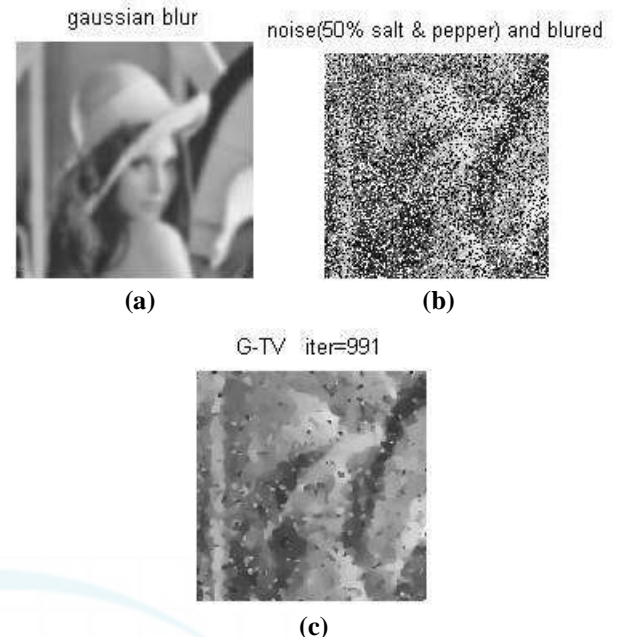 gaussian blur
noise(50% salt & pepper) and blured
(a)
(b)
G-TV iter=991
(c)